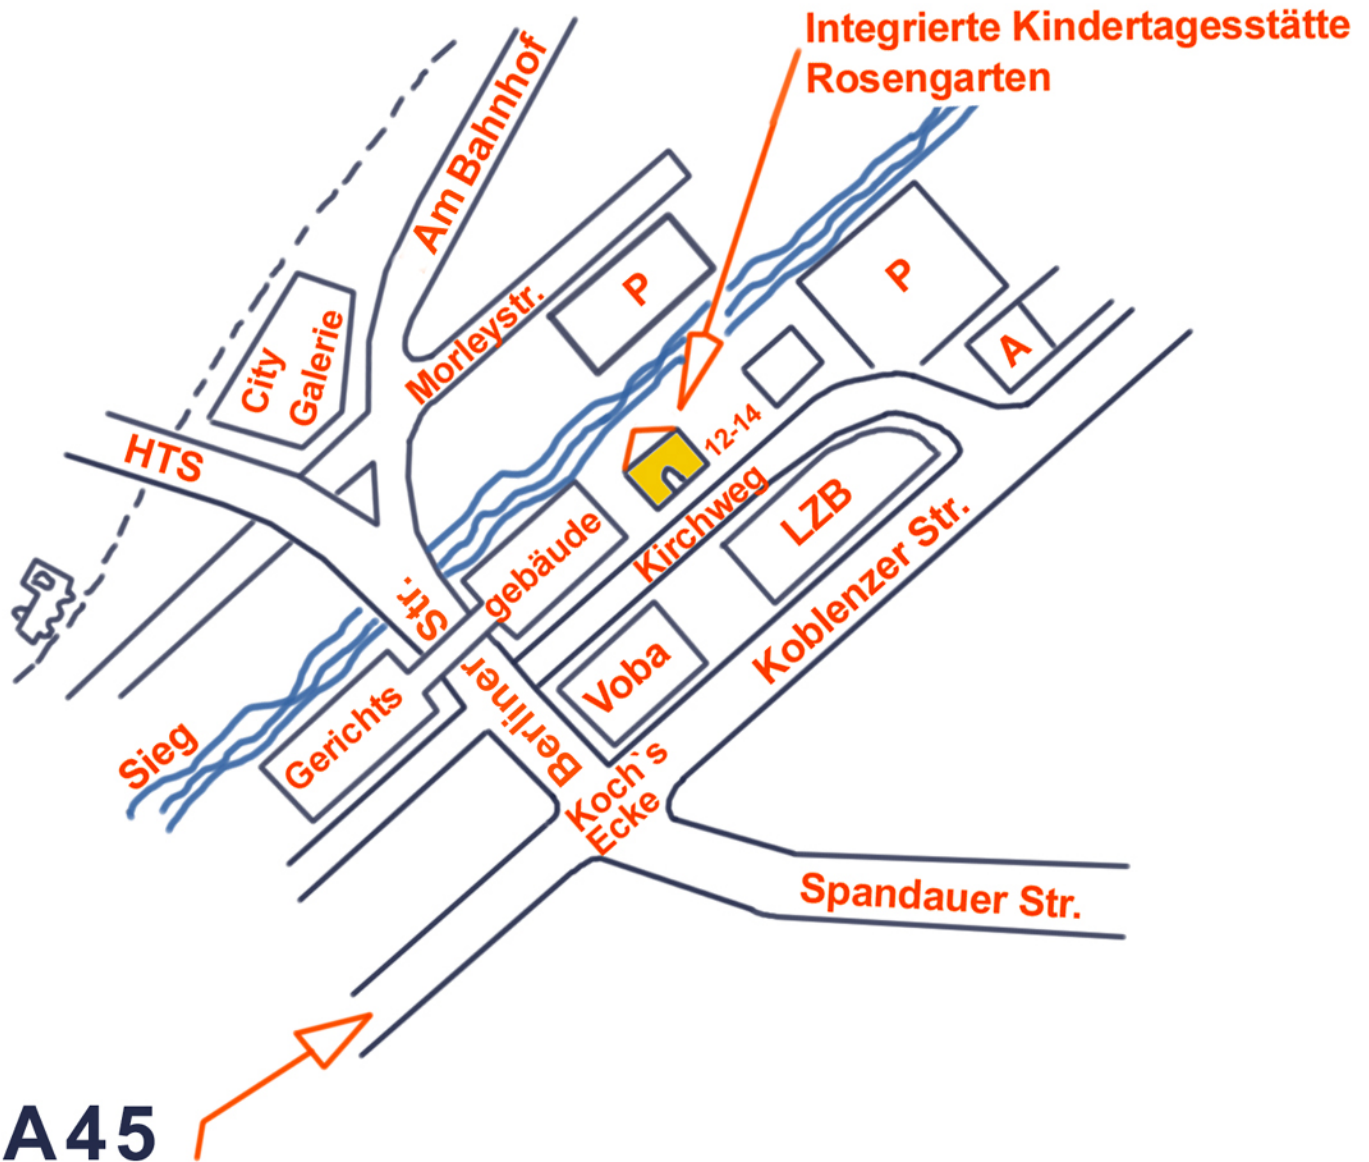 Integrierte Kindertagesstätte
Rosengarten
Am Bahnhof
P
P
Morleystr.
City
Galerie
A
HTS
12-14
Kirchweg
LZB
gebäude
Str.
Koblenzer Str.
Voba
Berliner
Gerichts
Sieg
Koch`s
Ecke
Spandauer Str.
A45